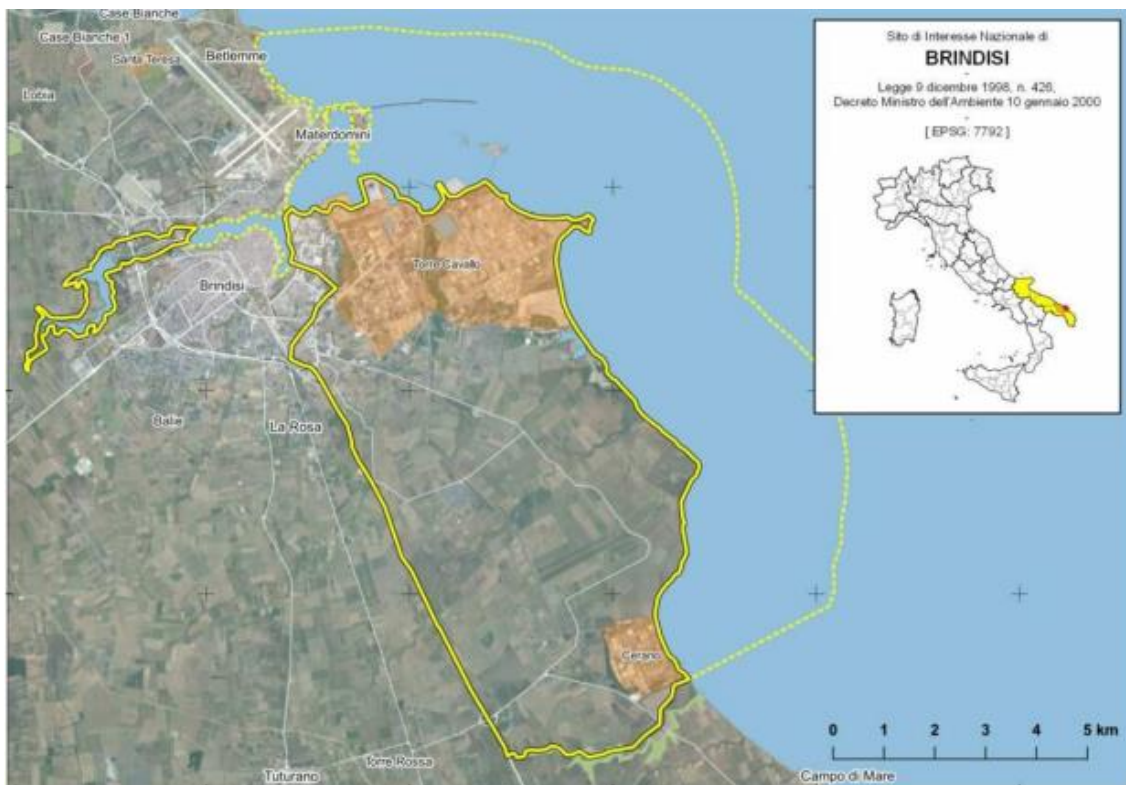 Case Bianche
Case Bianche 1
Betlemme
Santa Teresa
Lobia
Materdomini
Torre Cavallo
Brindisi
Balie
La Rosa
Cerano
Torre Rossa
Tuturano
Campo di Mare
Sito di Interesse Nazionale di
BRINDISI
-
Legge 9 dicembre 1998, n. 426,
Decreto Ministro dell'Ambiente 10 gennaio 2000
-
[ EPSG: 7792 ]
0 1 2 3 4 5 km